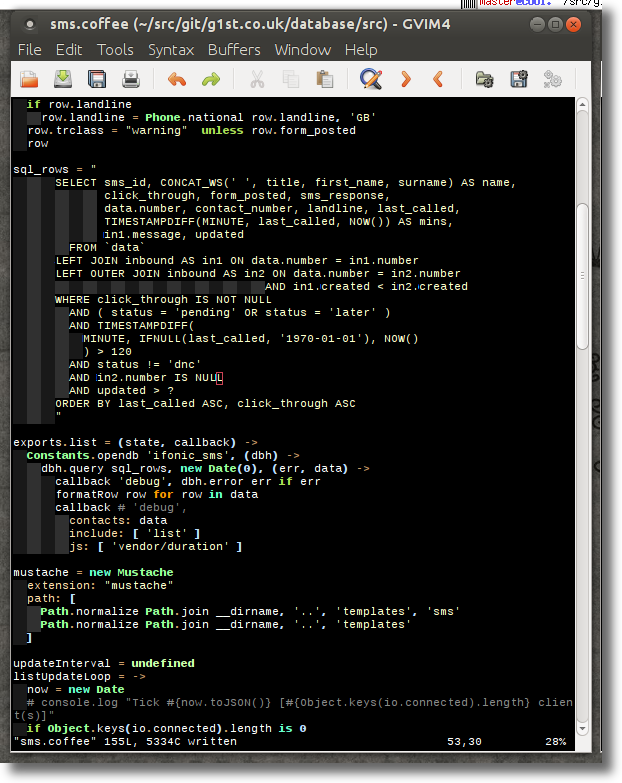 master
cool:
/src/g.
sms.coffee (~/src/git/g1st.co.uk/database/src) - GVIM4
File Edit Tools Syntax Buffers Window Help
if row.landline
row.landline = Phone.national row.landline, 'GB'
row.trclass = "warning"  unless row.form_posted
row
sql_rows = "
SELECT sms_id, CONCAT_WS(' ', title, first_name, surname) AS name,
click_through, form_posted, sms_response,
data.number, contact_number, landline, last_called,
TIMESTAMPDIFF(MINUTE, last_called, NOW()) AS mins,
in1.message, updated
FROM `data`
LEFT JOIN inbound AS in1 ON data.number = in1.number
LEFT OUTER JOIN inbound AS in2 ON data.number = in2.number
AND in1.created < in2.created
WHERE click_through IS NOT NULL
AND ( status = 'pending' OR status = 'later' )
AND TIMESTAMPDIFF(
MINUTE, IFNULL(last_called, '1970-01-01'), NOW()
) > 120
AND status != 'dnc'
AND in2.number IS NULL
AND updated > ?
ORDER BY last_called ASC, click_through ASC
"
exports.list = (state, callback) ->
Constants.opendb 'ifonic_sms', (dbh) ->
dbh.query sql_rows, new Date(0), (err, data) ->
callback 'debug', dbh.error err if err
formatRow row for row in data
callback # 'debug',
contacts: data
include: [ 'list' ]
js: [ 'vendor/duration' ]
mustache = new Mustache
extension: "mustache"
path: [
Path.normalize Path.join __dirname, '..', 'templates', 'sms'
Path.normalize Path.join __dirname, '..', 'templates'
]
updateInterval = undefined
listUpdateLoop = ->
now = new Date
# console.log "Tick #{now.toJSON()} [#{Object.keys(io.connected).length} clien
t(s)]"
if Object.keys(io.connected).length is 0
"sms.coffee" 155L, 5334C written 53,30 28%